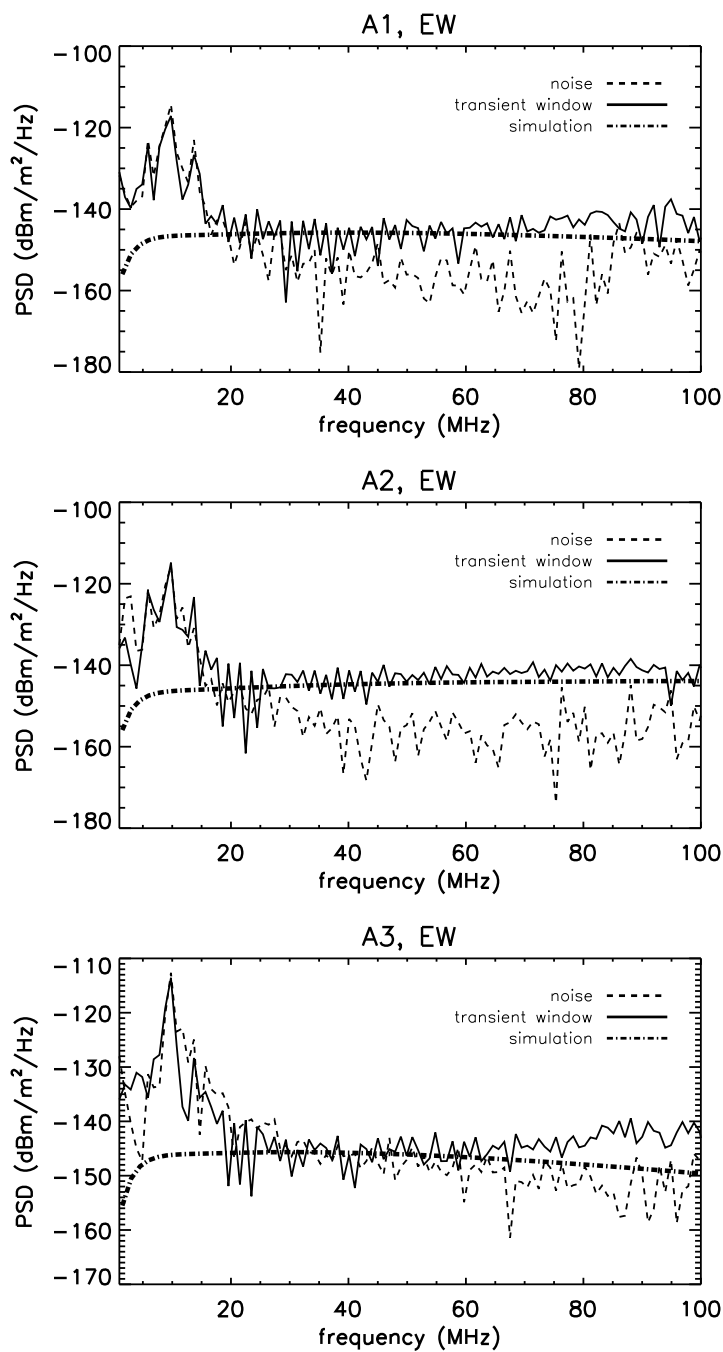 A1, EW
−100
−120
−140
−160
−180
PSD (dBm/m²/Hz)
noise
transient window
simulation
20 40 60 80 100
frequency (MHz)
A2, EW
−100
−120
−140
−160
−180
PSD (dBm/m²/Hz)
noise
transient window
simulation
20 40 60 80 100
frequency (MHz)
A3, EW
−110
−120
−130
−140
−150
−160
−170
PSD (dBm/m²/Hz)
noise
transient window
simulation
20 40 60 80 100
frequency (MHz)